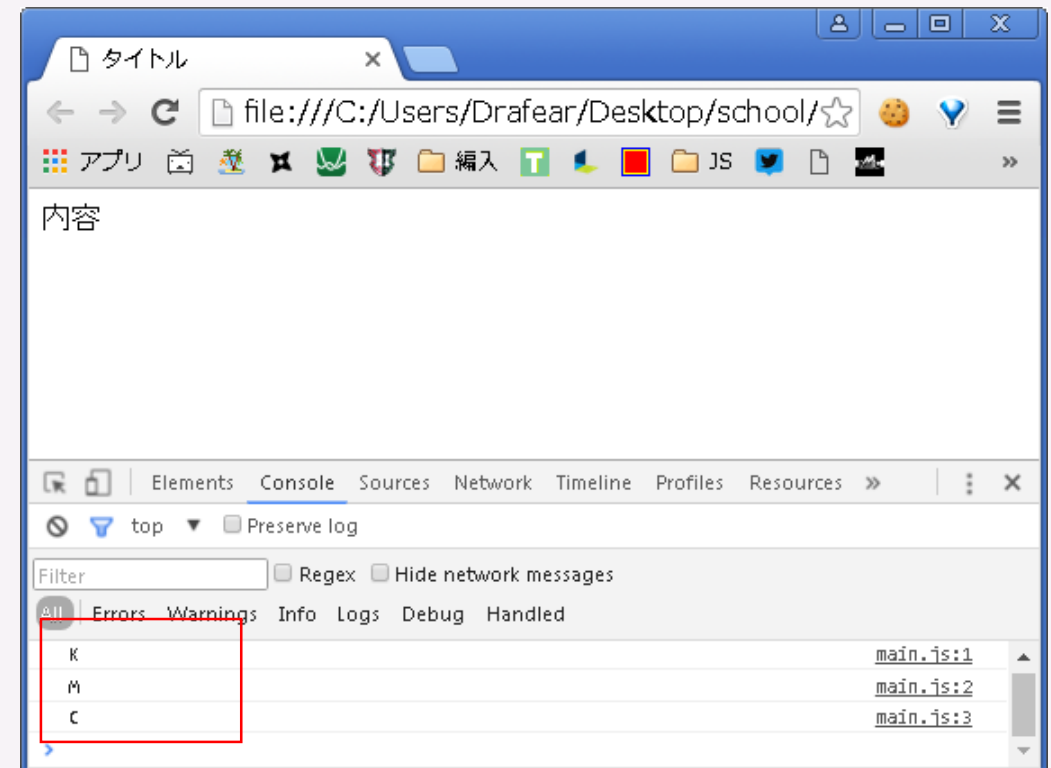 タイトル
file:///C:/Users/Drafear/Desktop/school/
アプリ 編入 T JS
内容
Elements Console Sources Network Timeline Profiles Resources »
top ▼ Preserve log
Filter Regex Hide network messages
All Errors Warnings Info Logs Debug Handled
K main.js:1
M main.js:2
C main.js:3
>